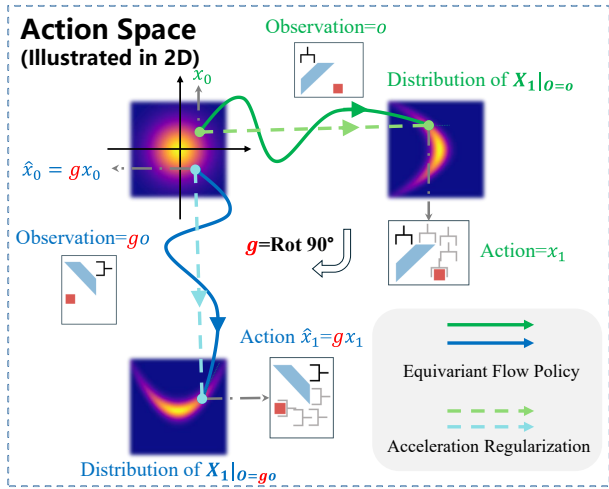 Action Space
(Illustrated in 2D)
Observation=o
x₀
Distribution of X₁|O=o
x̂₀ = gx₀
Observation=go
g=Rot 90°
Action=x₁
Action x̂₁=gx₁
Equivariant Flow Policy
Acceleration Regularization
Distribution of X₁|O=go